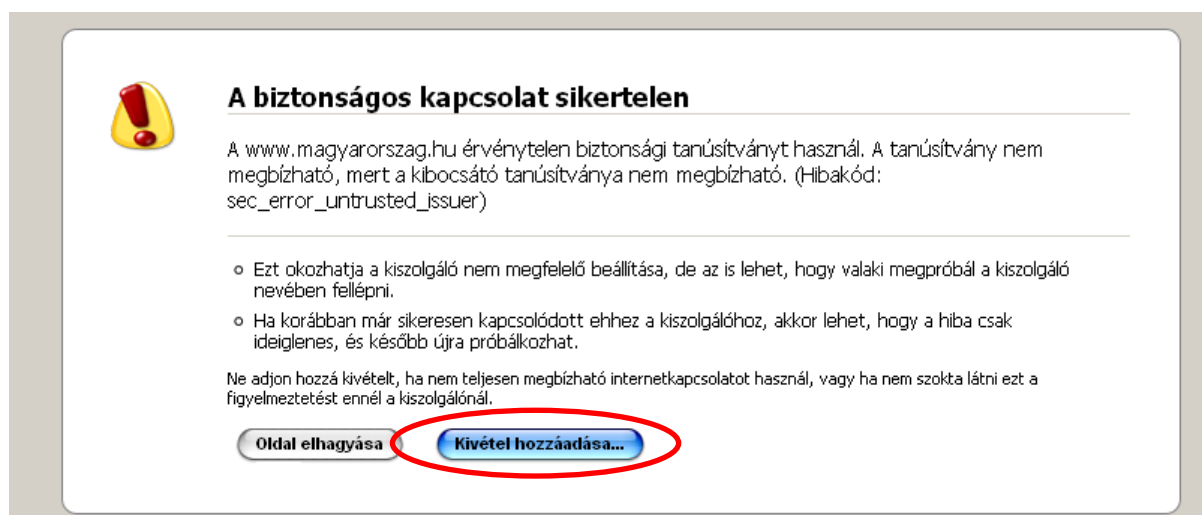 A biztonságos kapcsolat sikertelen
A www.magyarorszag.hu érvénytelen biztonsági tanúsítványt használ. A tanúsítvány nem
megbízható, mert a kibocsátó tanúsítványa nem megbízható. (Hibakód:
sec_error_untrusted_issuer)
Ezt okozhatja a kiszolgáló nem megfelelő beállítása, de az is lehet, hogy valaki megpróbál a kiszolgáló
nevében fellépni.
Ha korábban már sikeresen kapcsolódott ehhez a kiszolgálóhoz, akkor lehet, hogy a hiba csak
ideiglenes, és később újra próbálkozhat.
Ne adjon hozzá kivételt, ha nem teljesen megbízható internetkapcsolatot használ, vagy ha nem szokta látni ezt a
figyelmeztetést ennél a kiszolgálónál.
Oldal elhagyása Kivétel hozzáadása...